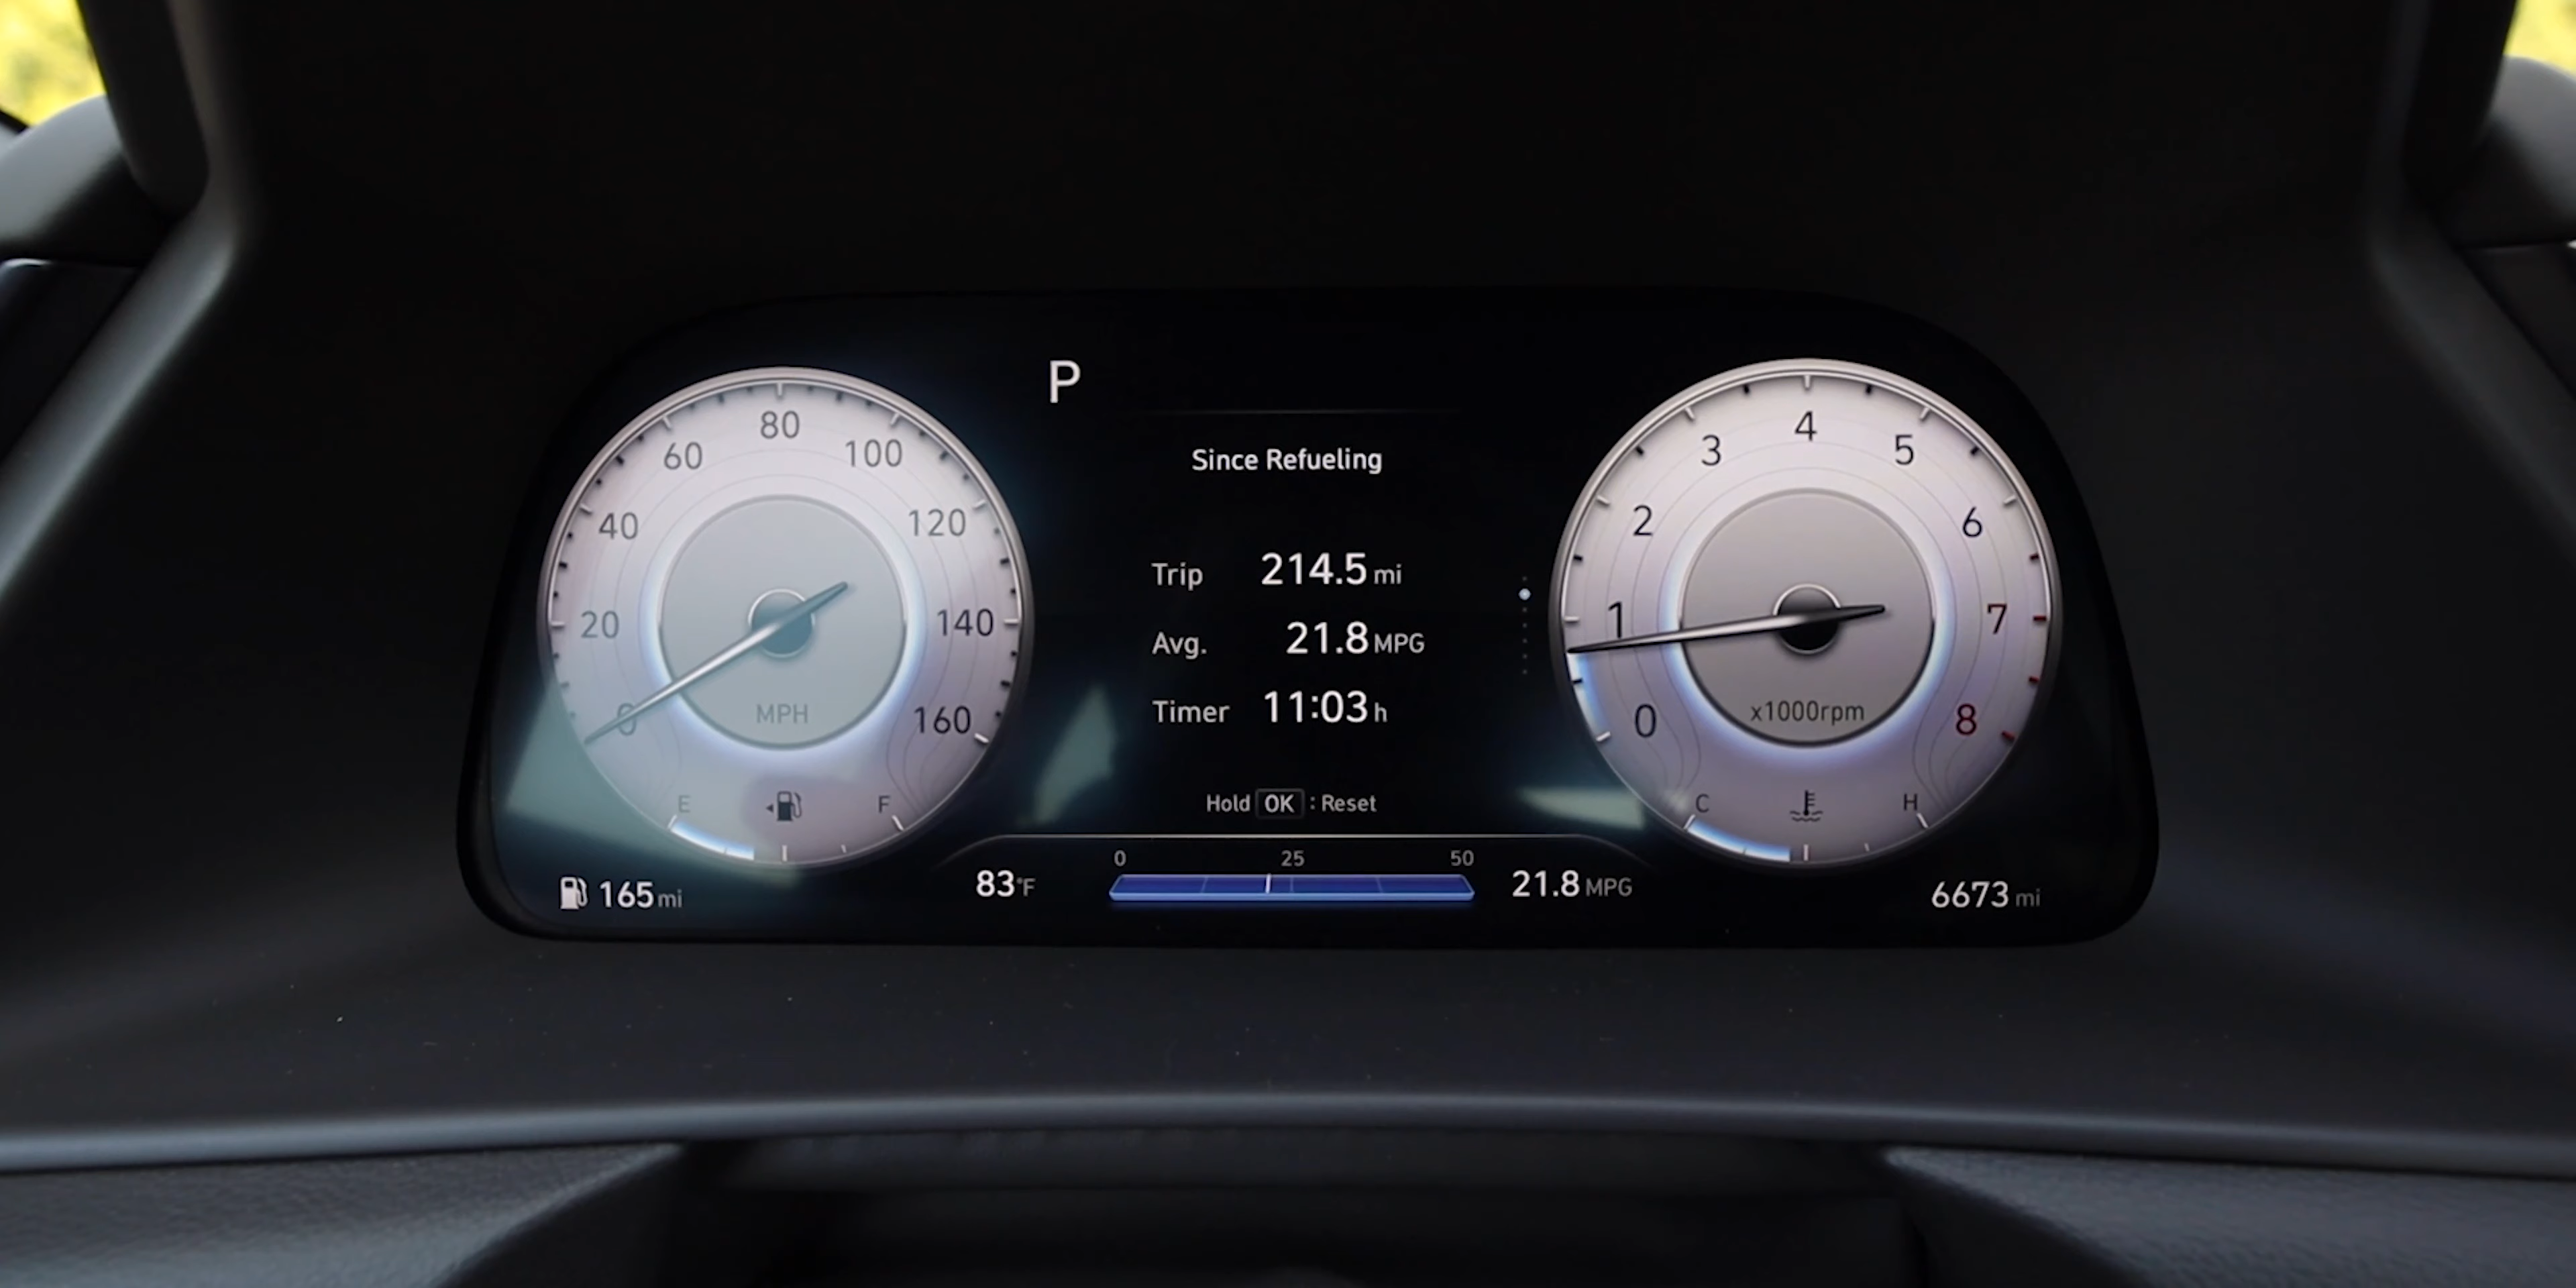 P
Since Refueling
Trip 214.5 mi
Avg. 21.8 MPG
Timer 11:03 h
Hold OK : Reset
0 20 40 60 80 100 120 140 160
MPH
E F
0 1 2 3 4 5 6 7 8
x1000rpm
C H
165 mi
83°F
0 25 50
21.8 MPG
6673 mi